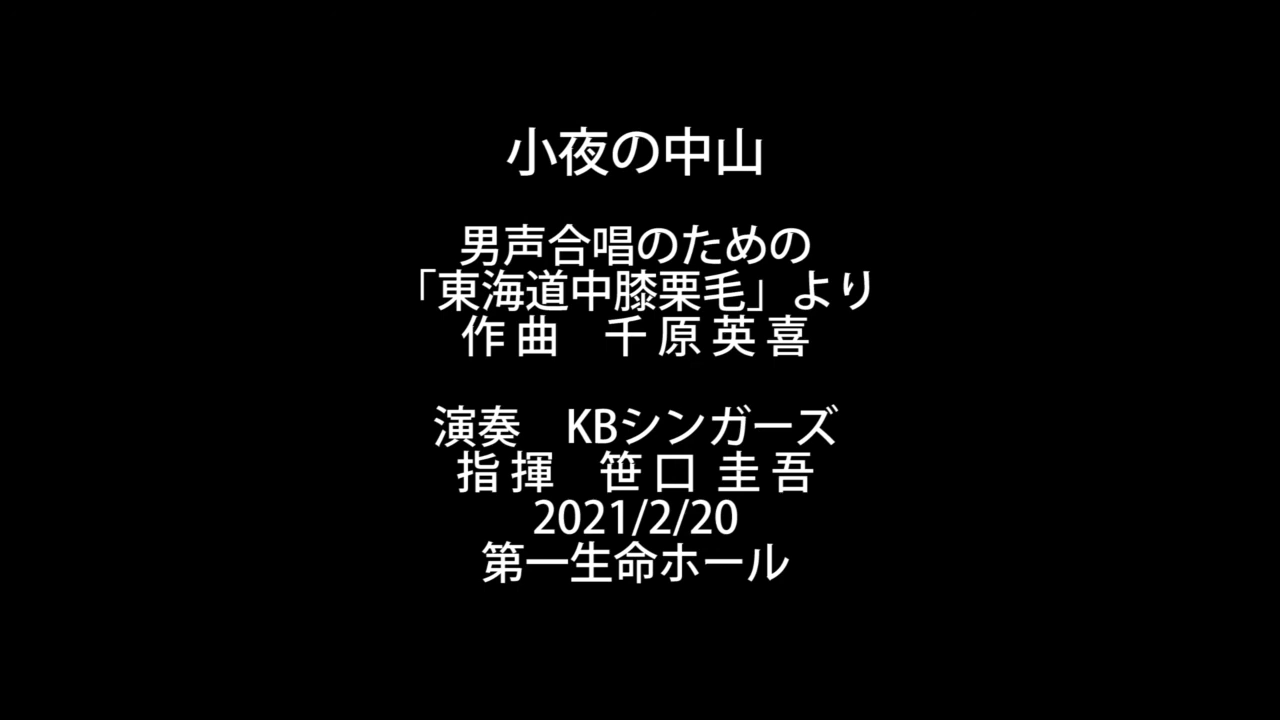 小夜の中山
男声合唱のための
「東海道中膝栗毛」より
作曲　千原英喜
演奏　KBシンガーズ
指揮　笹口圭吾
2021/2/20
第一生命ホール